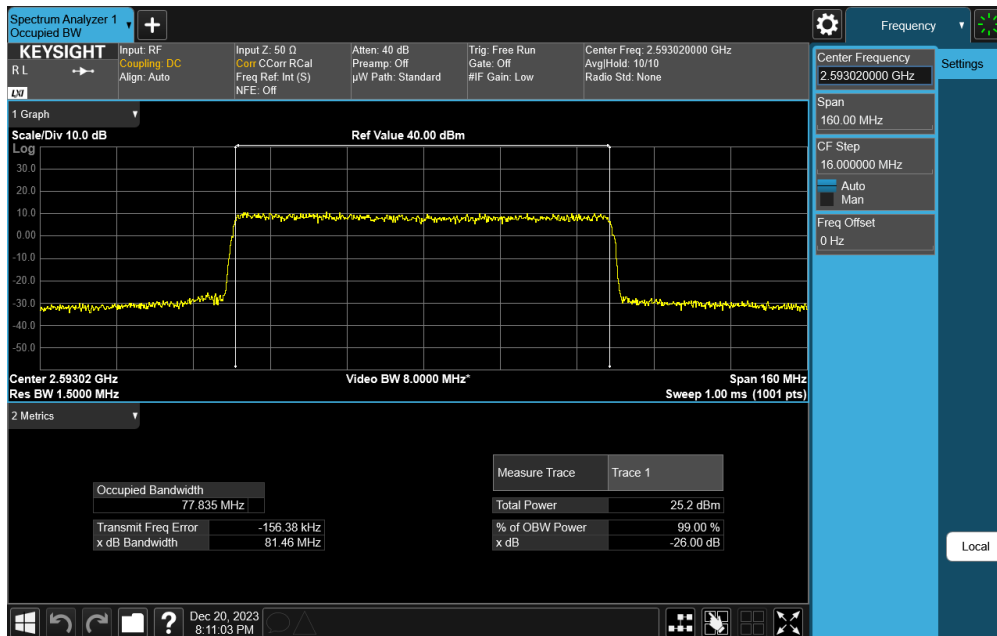 Spectrum Analyzer 1
Occupied BW
Frequency
KEYSIGHT
R L
LXI
Input: RF
Coupling: DC
Align: Auto
Input Z: 50 Ω
Corr CCorr RCal
Freq Ref: Int (S)
NFE: Off
Atten: 40 dB
Preamp: Off
µW Path: Standard
Trig: Free Run
Gate: Off
#IF Gain: Low
Center Freq: 2.593020000 GHz
Avg|Hold: 10/10
Radio Std: None
Center Frequency
2.593020000 GHz
Settings
Span
160.00 MHz
CF Step
16.000000 MHz
Auto
Man
Freq Offset
0 Hz
Local
1 Graph
Scale/Div 10.0 dB
Ref Value 40.00 dBm
Log
30.0
20.0
10.0
0.00
-10.0
-20.0
-30.0
-40.0
-50.0
Center 2.59302 GHz
Video BW 8.0000 MHz*
Span 160 MHz
Res BW 1.5000 MHz
Sweep 1.00 ms (1001 pts)
2 Metrics
Measure Trace
Trace 1
Occupied Bandwidth
77.835 MHz
Total Power
25.2 dBm
Transmit Freq Error
-156.38 kHz
% of OBW Power
99.00 %
x dB Bandwidth
81.46 MHz
x dB
-26.00 dB
?
Dec 20, 2023
8:11:03 PM